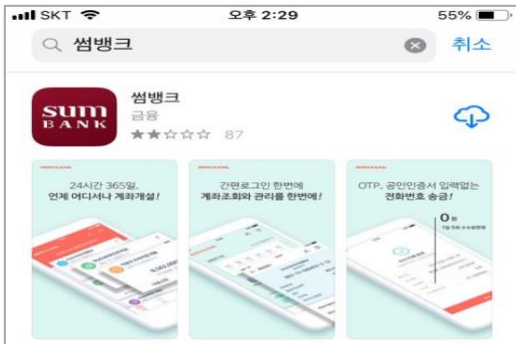 SKT 오후 2:29 55%
썸뱅크 취소
sum
BANK
썸뱅크
금융
★★☆☆☆ 87
24시간 365일,
언제 어디서나 계좌개설!
간편로그인 한번에
계좌조회와 관리를 한번에!
OTP, 공인인증서 입력없는
전화번호 송금!
0원